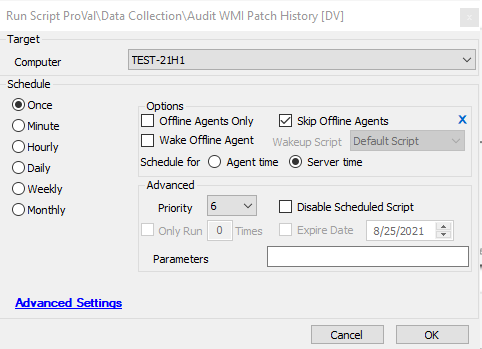 Run Script ProVal\Data Collection\Audit WMI Patch History [DV]
x
Target
Computer TEST-21H1
Schedule
Once
Minute
Hourly
Daily
Weekly
Monthly
Options
Offline Agents Only Skip Offline Agents X
Wake Offline Agent Wakeup Script Default Script
Schedule for Agent time Server time
Advanced
Priority 6 Disable Scheduled Script
Only Run 0 Times Expire Date 8/25/2021
Parameters
Advanced Settings
Cancel OK